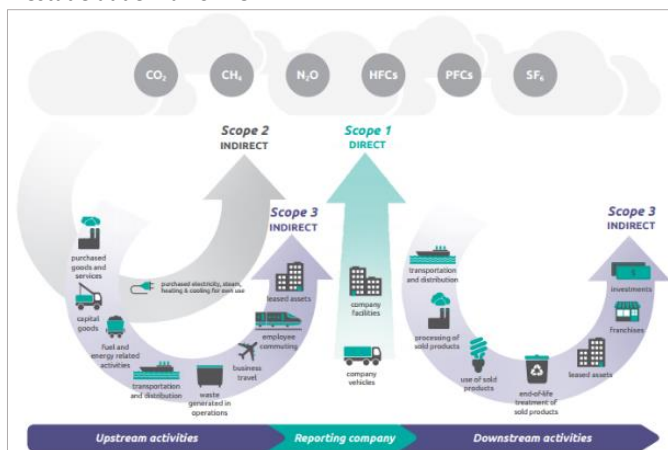 CO₂ CH₄ N₂O HFCs PFCs SF₆
Scope 2
INDIRECT
Scope 1
DIRECT
Scope 3
INDIRECT
Scope 3
INDIRECT
purchased
goods and
services
capital
goods
fuel and
energy related
activities
purchased electricity, steam,
heating & cooling for own use
transportation
and distribution
waste
generated in
operations
business
travel
employee
commuting
leased assets
company
facilities
company
vehicles
transportation
and distribution
processing of
sold products
use of sold
products
end-of-life
treatment of
sold products
leased assets
franchises
investments
$
Upstream activities
Reporting company
Downstream activities